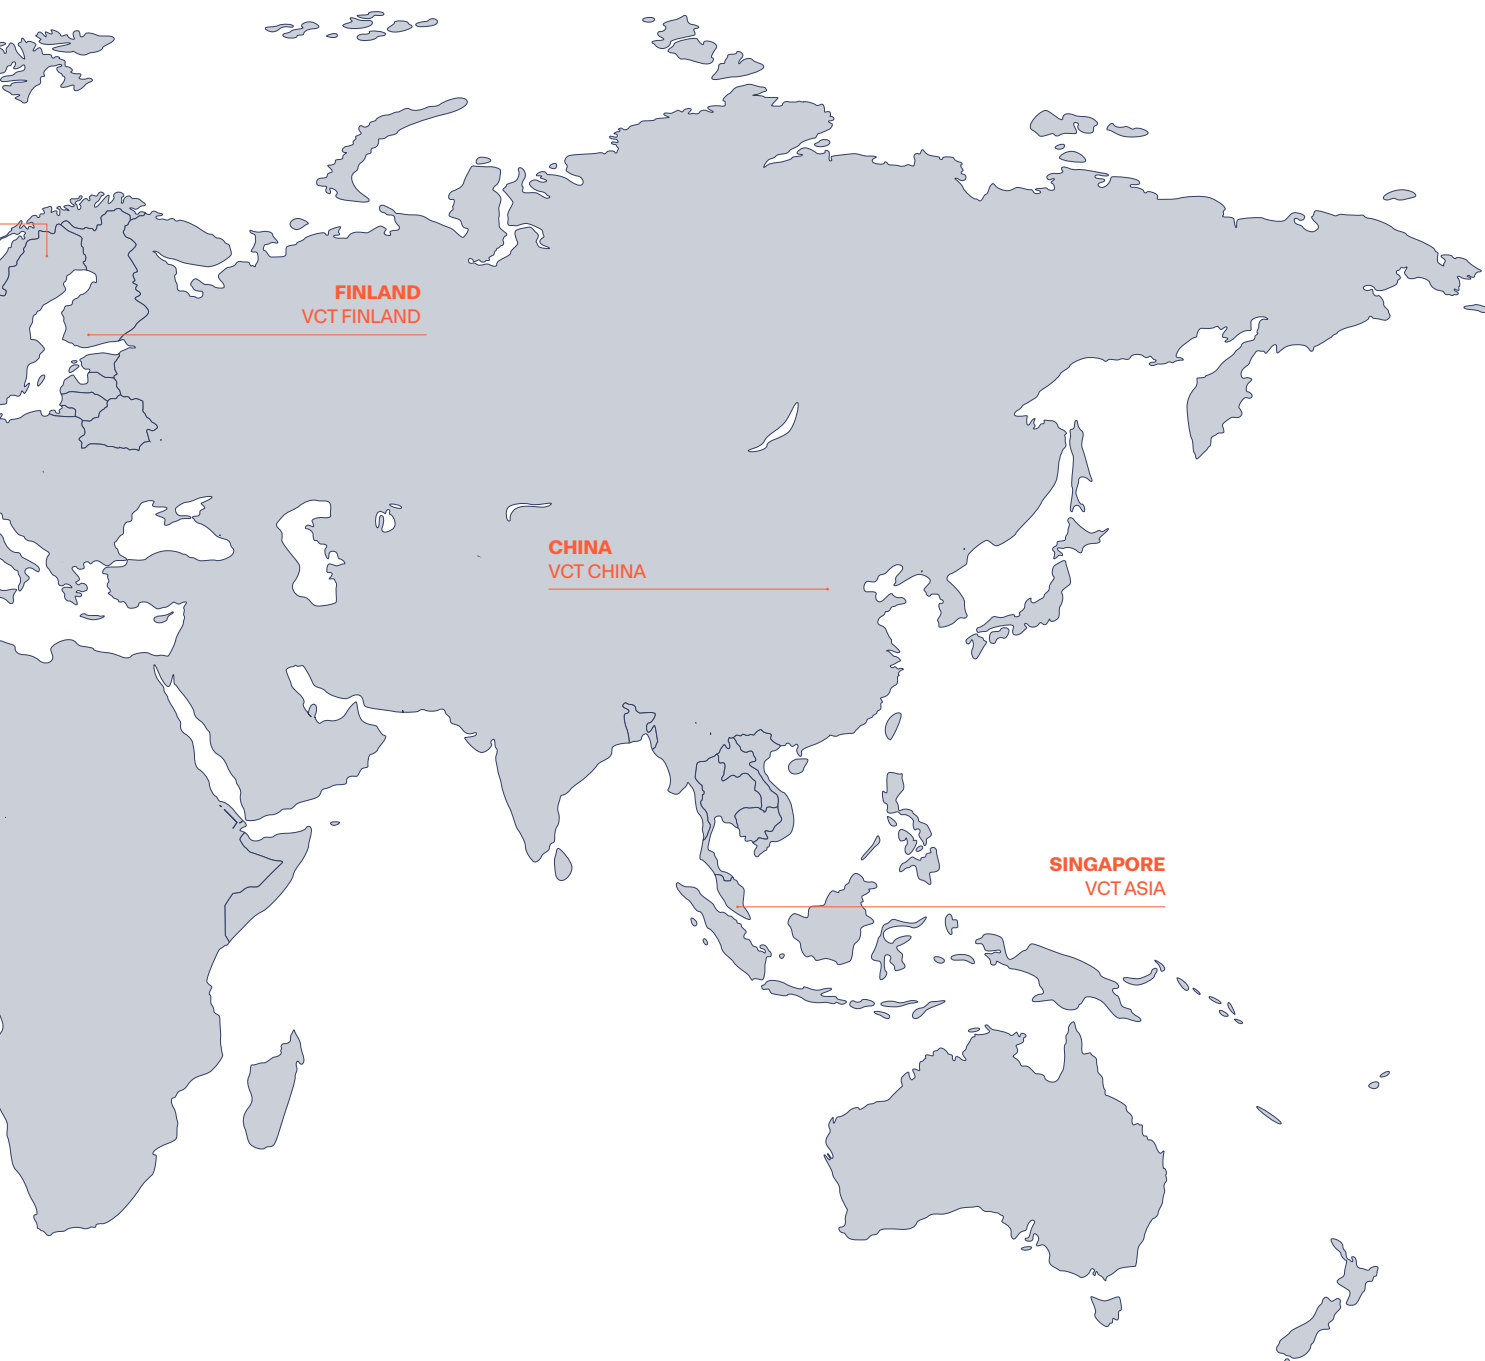 FINLAND
VCT FINLAND
CHINA
VCT CHINA
SINGAPORE
VCT ASIA